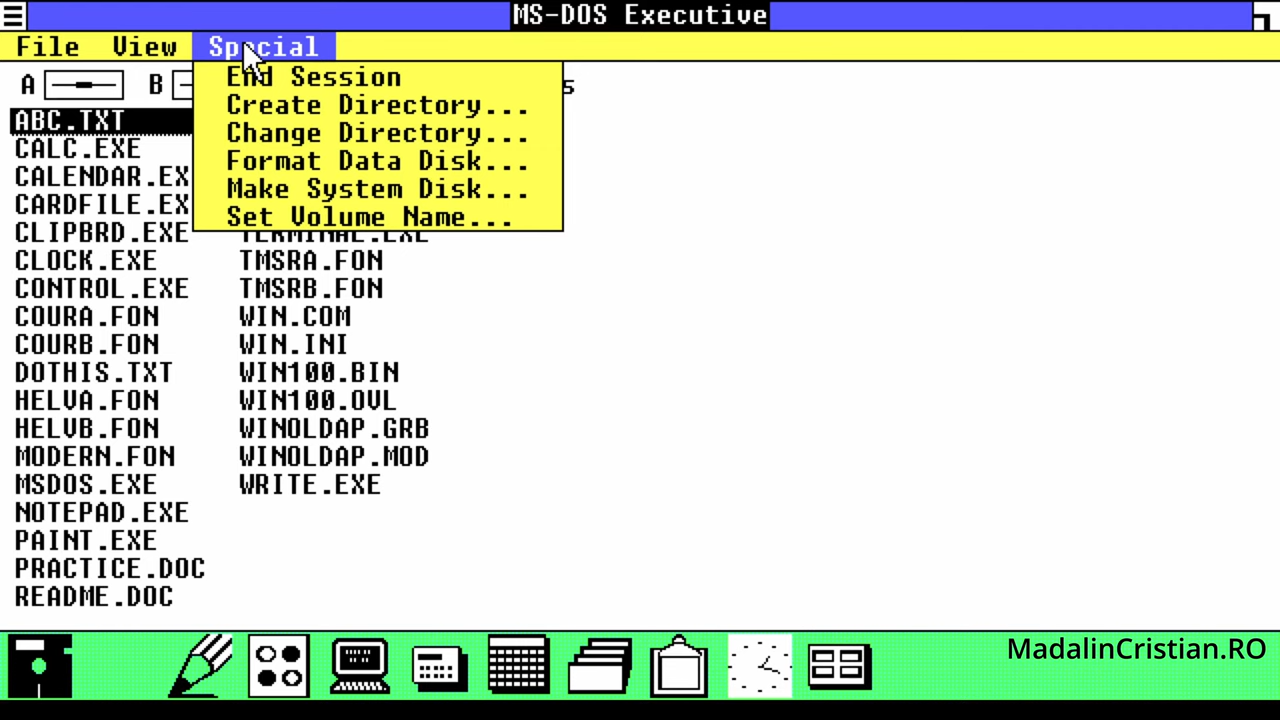 MS-DOS Executive
File View Special
End Session
Create Directory...
Change Directory...
Format Data Disk...
Make System Disk...
Set Volume Name...
A B
ABC.TXT
CALC.EXE
CALENDAR.EX
CARDFILE.EX
CLIPBRD.EXE TERMINAL.EXE
CLOCK.EXE TMSRA.FON
CONTROL.EXE TMSRB.FON
COURA.FON WIN.COM
COURB.FON WIN.INI
DOTHIS.TXT WIN100.BIN
HELVA.FON WIN100.OVL
HELVB.FON WINOLDAP.GRB
MODERN.FON WINOLDAP.MOD
MSDOS.EXE WRITE.EXE
NOTEPAD.EXE
PAINT.EXE
PRACTICE.DOC
README.DOC
MadalinCristian.RO